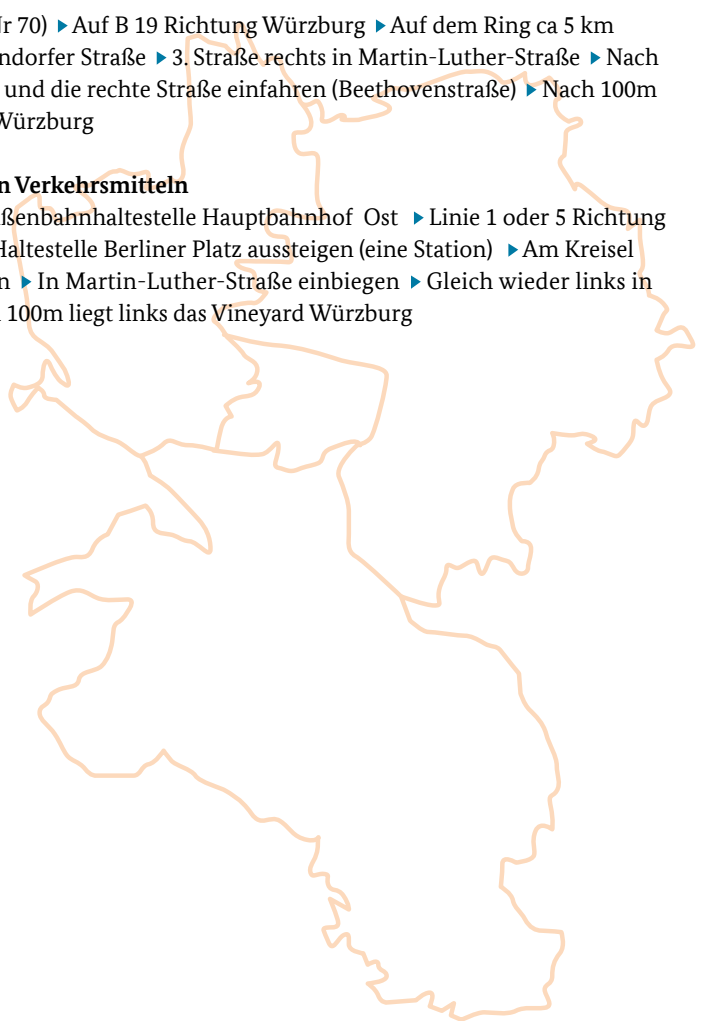 Nr 70) ▸ Auf B 19 Richtung Würzburg ▸ Auf dem Ring ca 5 km
ndorfer Straße ▸ 3. Straße rechts in Martin-Luther-Straße ▸ Nach
und die rechte Straße einfahren (Beethovenstraße) ▸ Nach 100m
Würzburg
n Verkehrsmitteln
ßenbahnhaltestelle Hauptbahnhof Ost ▸ Linie 1 oder 5 Richtung
Haltestelle Berliner Platz aussteigen (eine Station) ▸ Am Kreisel
n ▸ In Martin-Luther-Straße einbiegen ▸ Gleich wieder links in
100m liegt links das Vineyard Würzburg